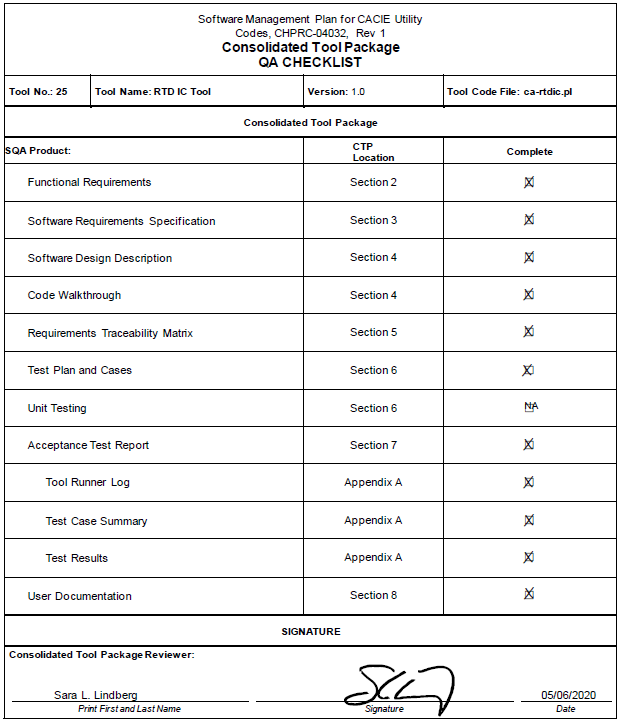 Software Management Plan for CACIE Utility
Codes, CHPRC-04032, Rev 1
Consolidated Tool Package
QA CHECKLIST
Tool No.: 25 Tool Name: RTD IC Tool Version: 1.0 Tool Code File: ca-rtdic.pl
Consolidated Tool Package
SQA Product: CTP Location Complete
Functional Requirements Section 2 X
Software Requirements Specification Section 3 X
Software Design Description Section 4 X
Code Walkthrough Section 4 X
Requirements Traceability Matrix Section 5 X
Test Plan and Cases Section 6 X
Unit Testing Section 6 NA
Acceptance Test Report Section 7 X
Tool Runner Log Appendix A X
Test Case Summary Appendix A X
Test Results Appendix A X
User Documentation Section 8 X
SIGNATURE
Consolidated Tool Package Reviewer:
Sara L. Lindberg 05/06/2020
Print First and Last Name Signature Date